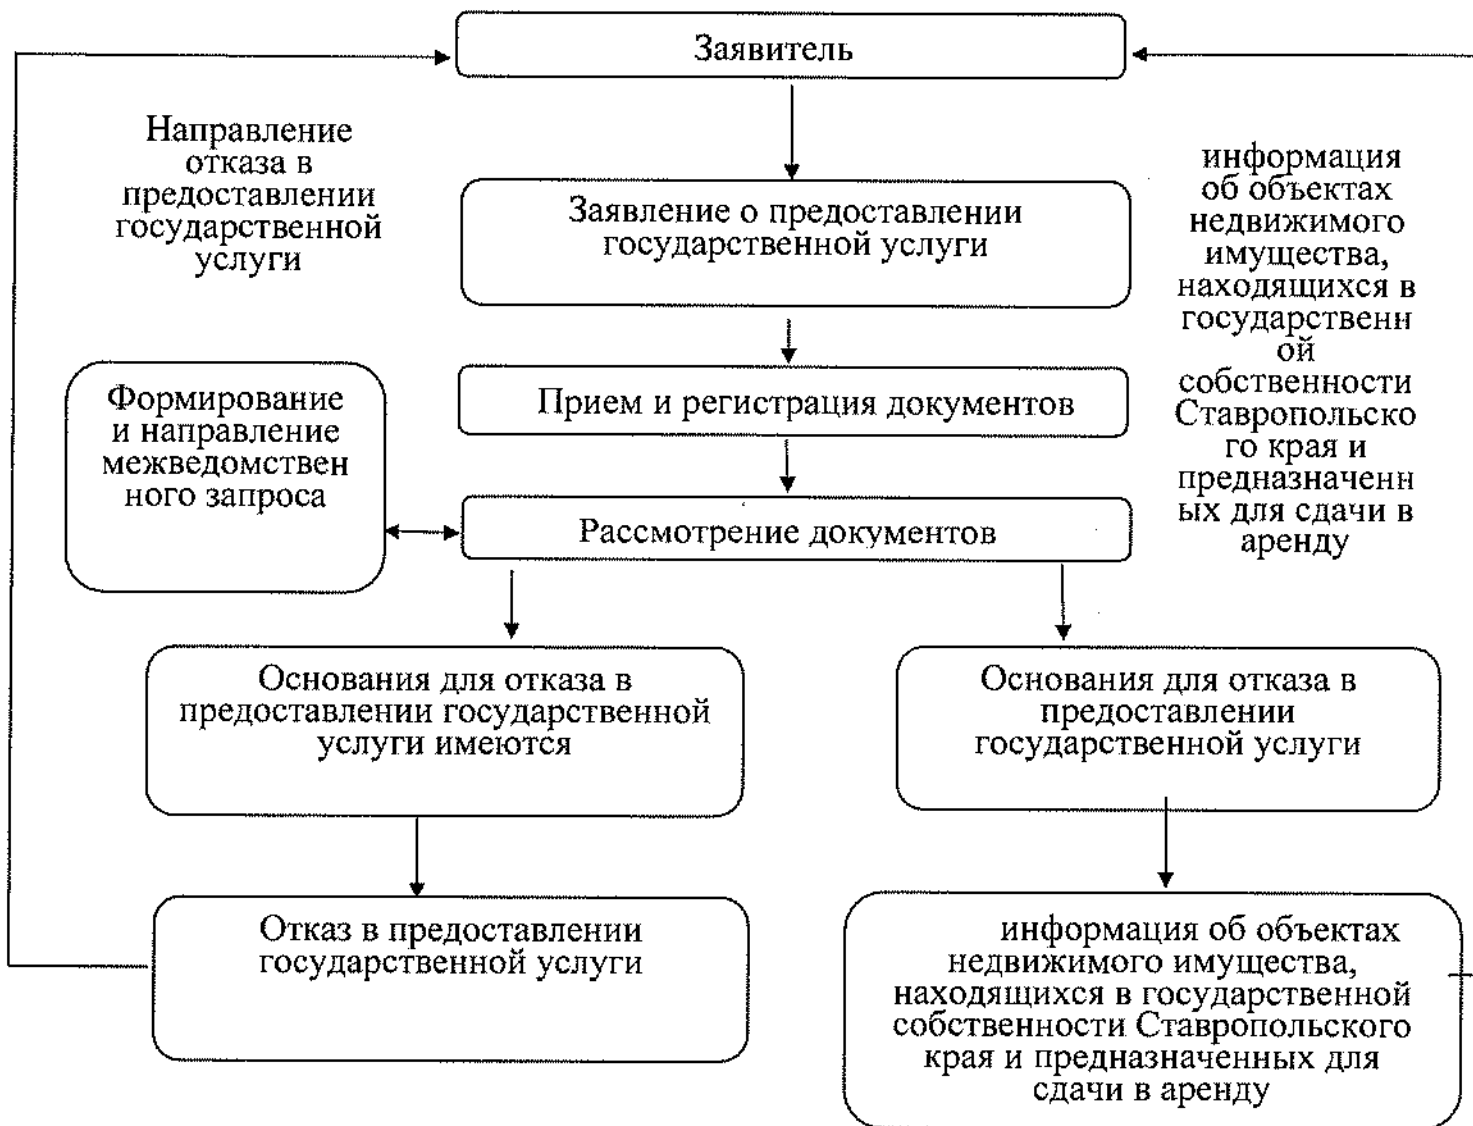 Заявитель
Направление
отказа в
предоставлении
государственной
услуги
Заявление о предоставлении
государственной услуги
информация
об объектах
недвижимого
имущества,
находящихся в
государственн
ой
собственности
Ставропольско
го края и
предназначенн
ых для сдачи в
аренду
Прием и регистрация документов
Формирование
и направление
межведомствен
ного запроса
Рассмотрение документов
Основания для отказа в
предоставлении государственной
услуги имеются
Основания для отказа в
предоставлении
государственной услуги
Отказ в предоставлении
государственной услуги
информация об объектах
недвижимого имущества,
находящихся в государственной
собственности Ставропольского
края и предназначенных для
сдачи в аренду